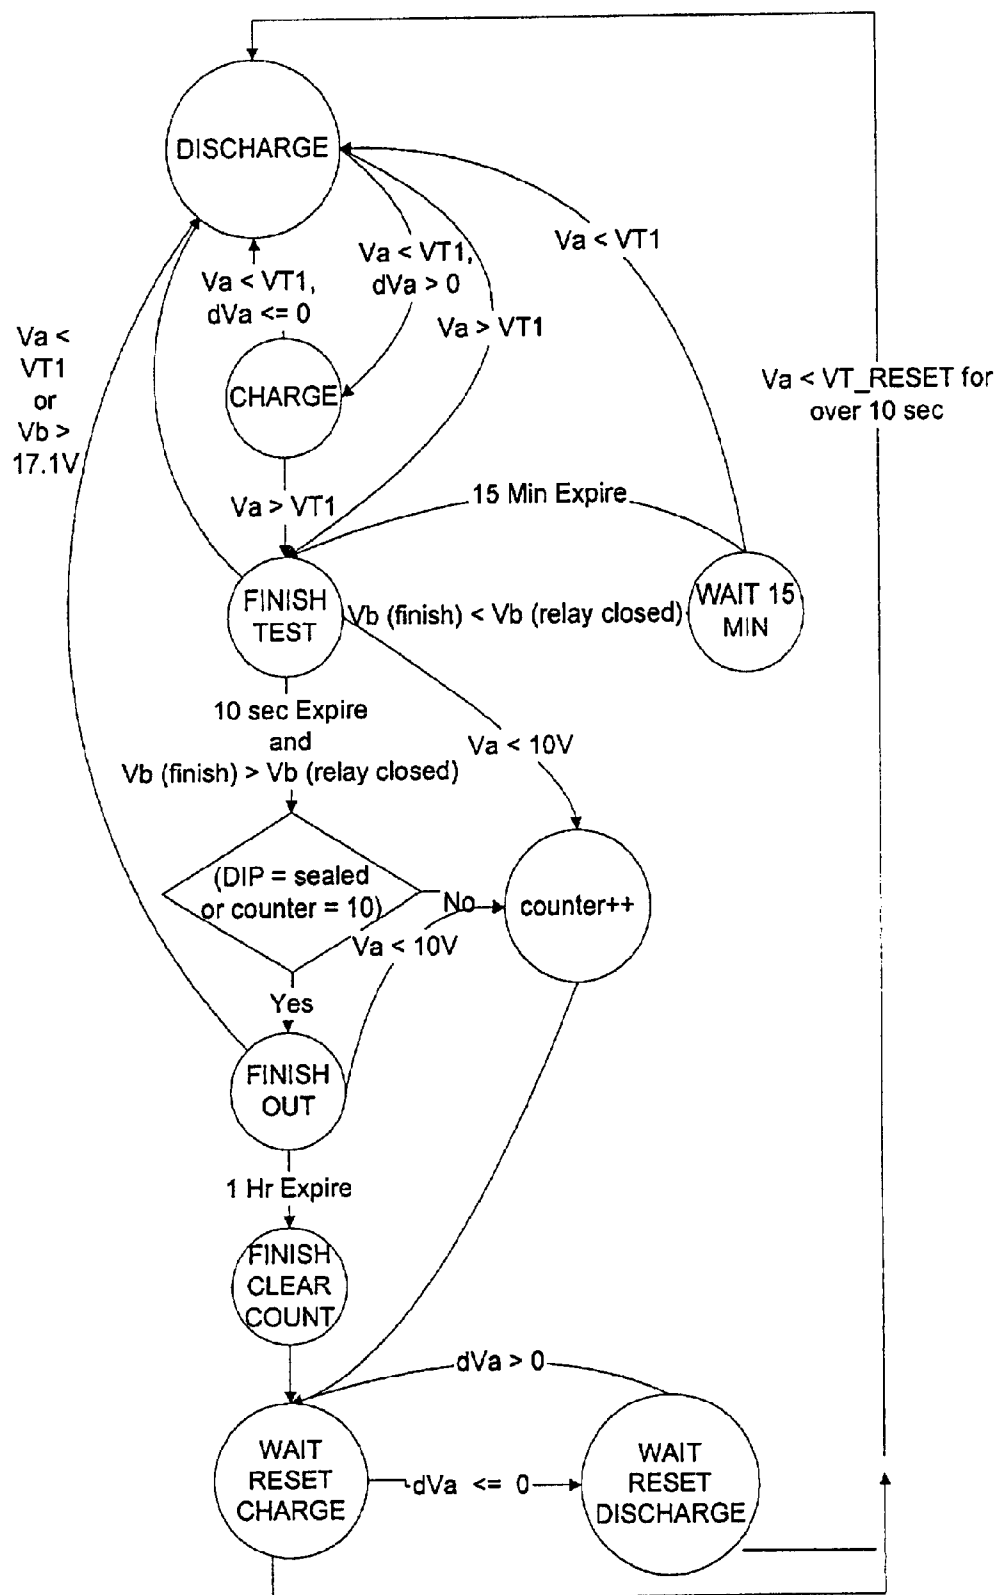 DISCHARGE
Va < VT1,
dVa <= 0
Va < VT1,
dVa > 0
Va > VT1
Va < VT1
Va <
VT1
or
Vb >
17.1V
CHARGE
Va < VT_RESET for
over 10 sec
Va > VT1
15 Min Expire
FINISH
TEST
Vb (finish) < Vb (relay closed)
WAIT 15
MIN
10 sec Expire
and
Vb (finish) > Vb (relay closed)
Va < 10V
(DIP = sealed
or counter = 10)
No
counter++
Va < 10V
Yes
FINISH
OUT
1 Hr Expire
FINISH
CLEAR
COUNT
dVa > 0
WAIT
RESET
CHARGE
dVa <= 0
WAIT
RESET
DISCHARGE